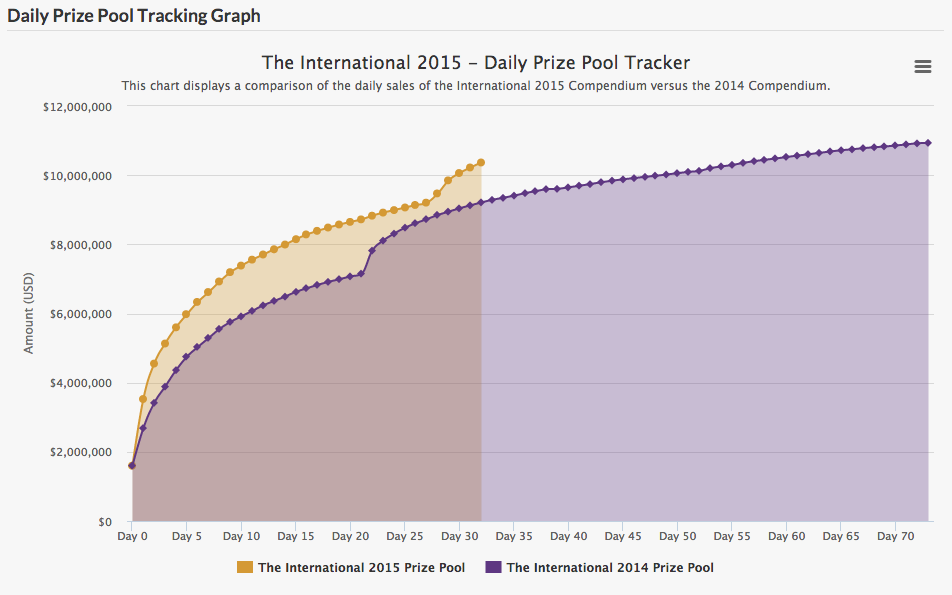 Daily Prize Pool Tracking Graph
The International 2015 – Daily Prize Pool Tracker
This chart displays a comparison of the daily sales of the International 2015 Compendium versus the 2014 Compendium.
$12,000,000
$10,000,000
$8,000,000
$6,000,000
$4,000,000
$2,000,000
$0
Amount (USD)
Day 0 Day 5 Day 10 Day 15 Day 20 Day 25 Day 30 Day 35 Day 40 Day 45 Day 50 Day 55 Day 60 Day 65 Day 70
The International 2015 Prize Pool The International 2014 Prize Pool